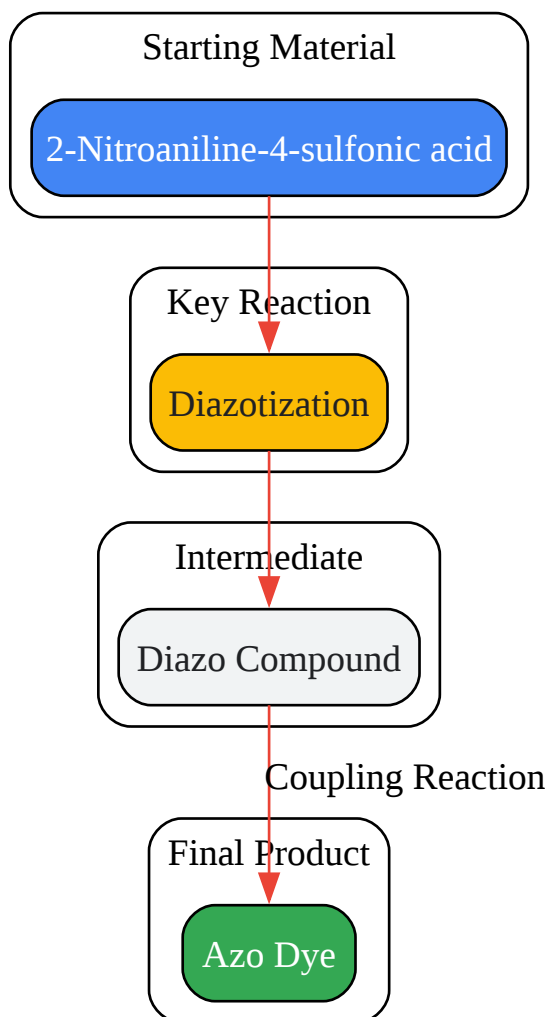 Starting Material
2-Nitroaniline-4-sulfonic acid
Key Reaction
Diazotization
Intermediate
Diazo Compound
Coupling Reaction
Final Product
Azo Dye